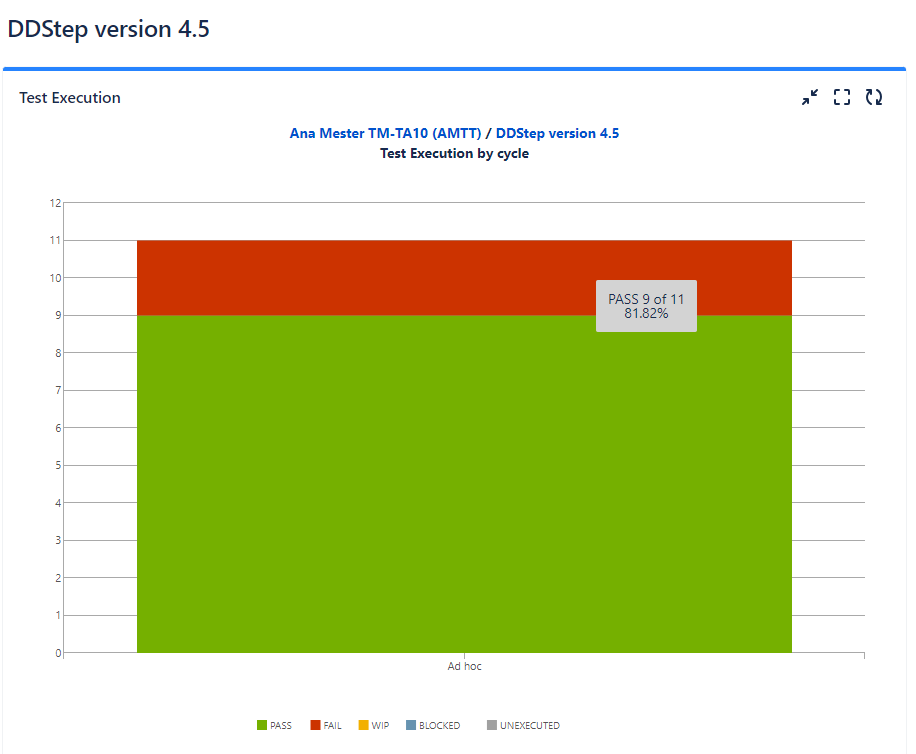 DDStep version 4.5
Test Execution
Ana Mester TM-TA10 (AMTT) / DDStep version 4.5
Test Execution by cycle
12
11
10
9
8
7
6
5
4
3
2
1
0
PASS 9 of 11
81.82%
Ad hoc
PASS FAIL WIP BLOCKED UNEXECUTED